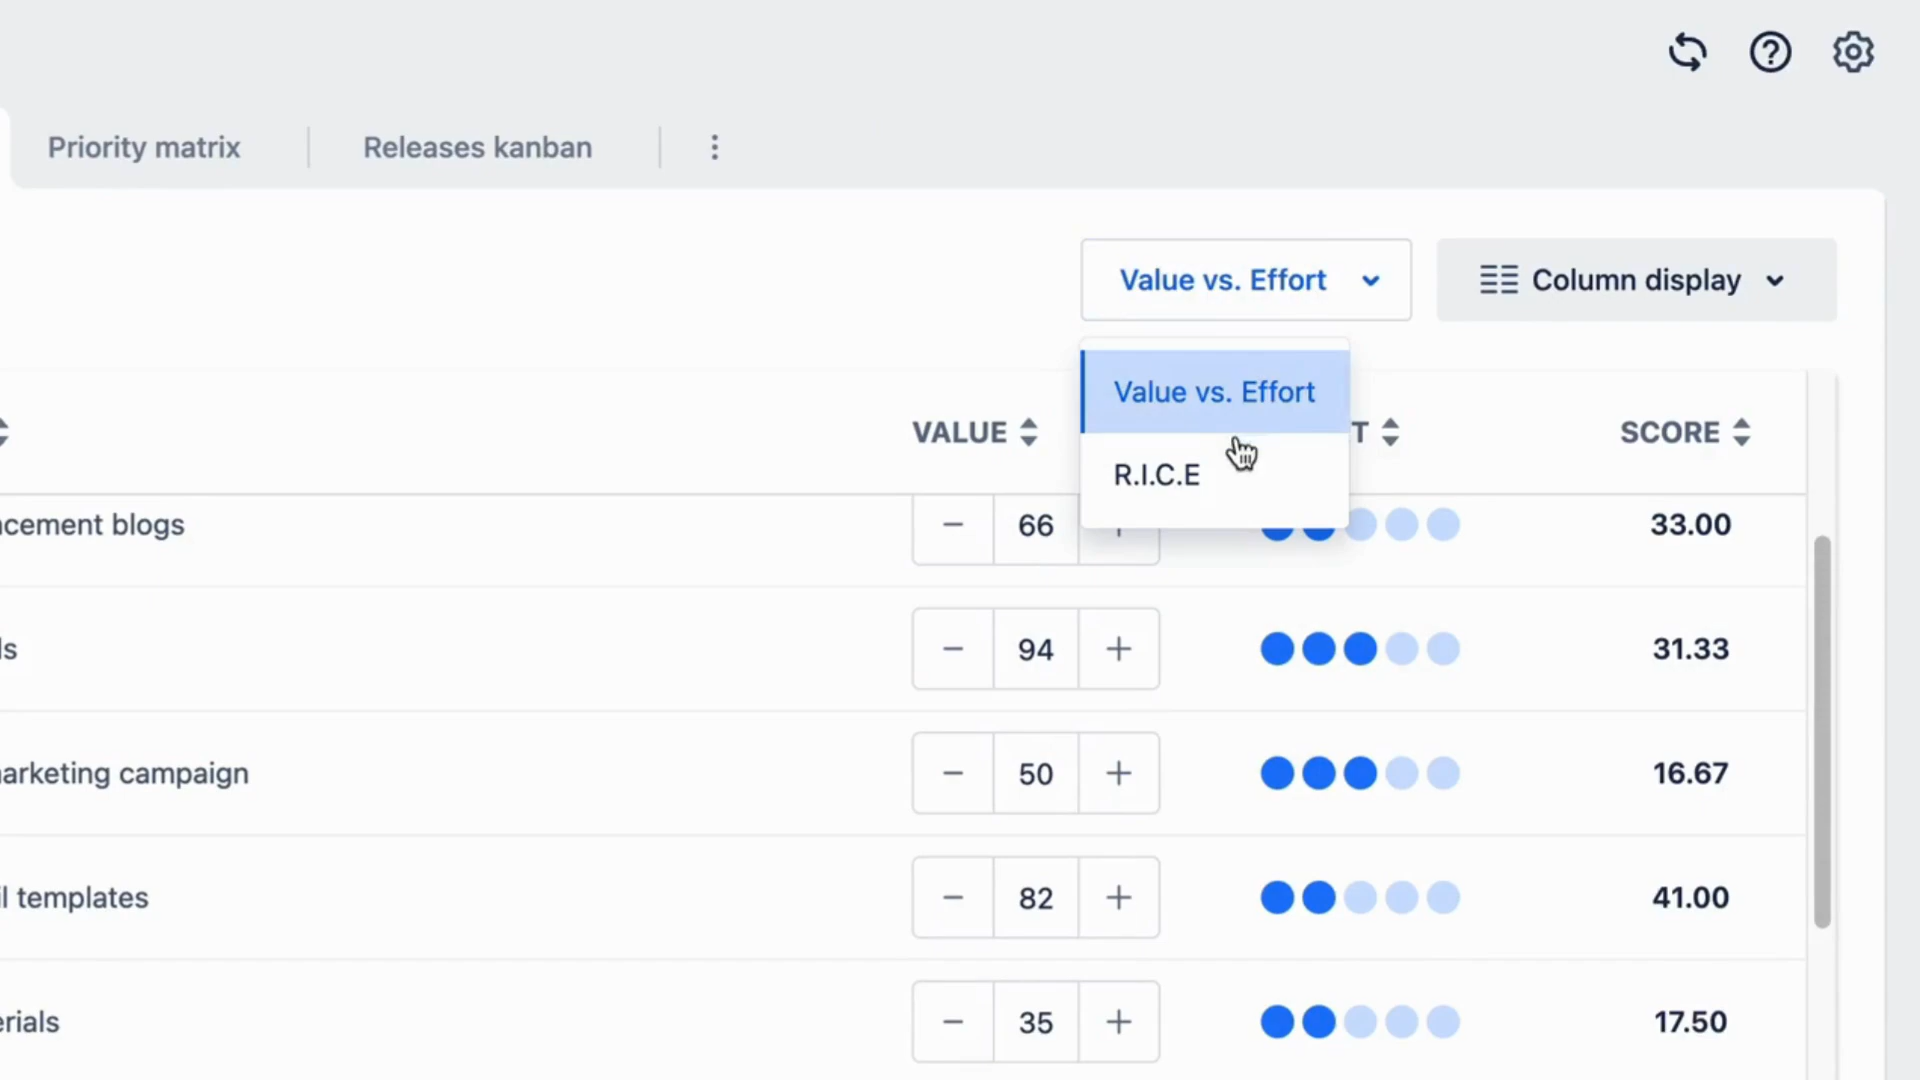 Priority matrix
Releases kanban
Value vs. Effort
Column display
Value vs. Effort
R.I.C.E
VALUE
T
SCORE
cement blogs
66
33.00
ls
94
31.33
arketing campaign
50
16.67
il templates
82
41.00
erials
35
17.50